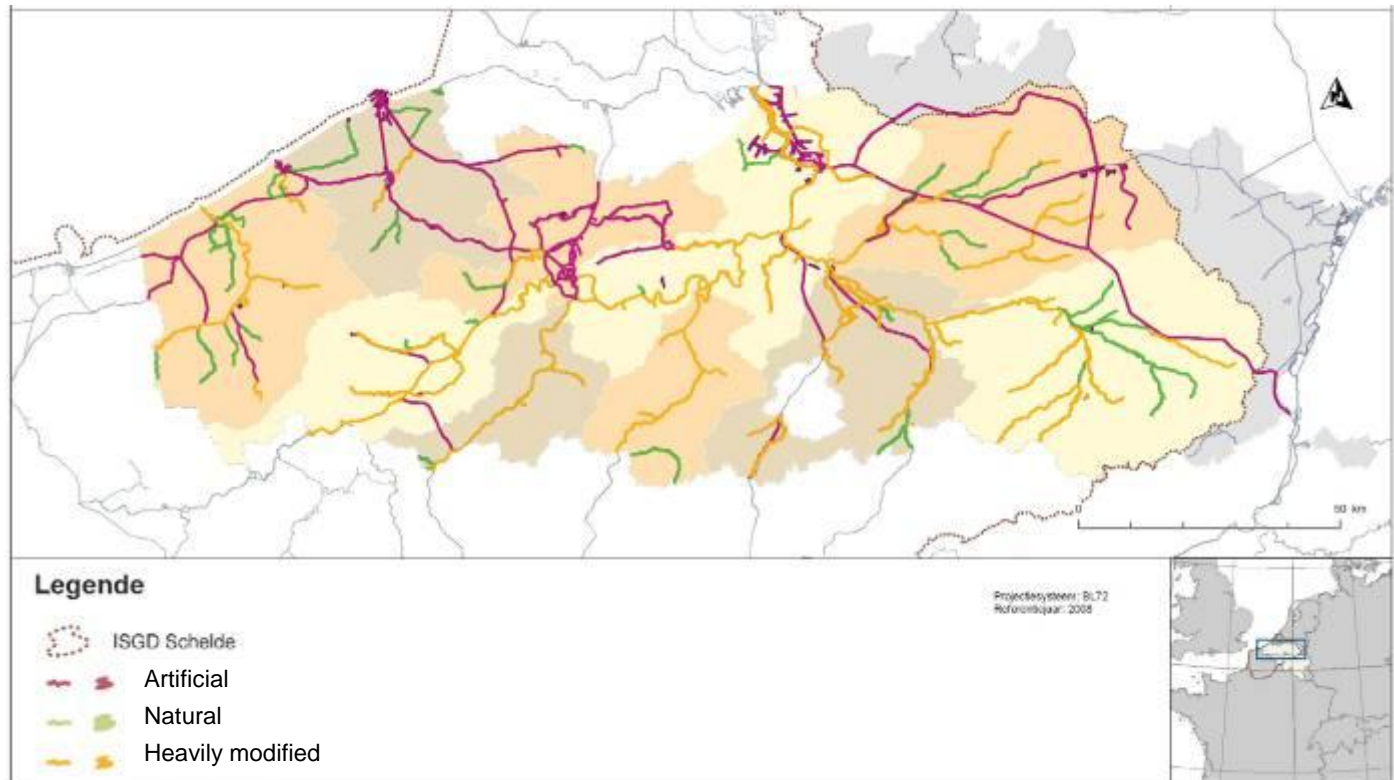 0
50 km
Legende
ISGD Schelde
Artificial
Natural
Heavily modified
Projectiesysteem: BL72
Referentiejaar: 2008